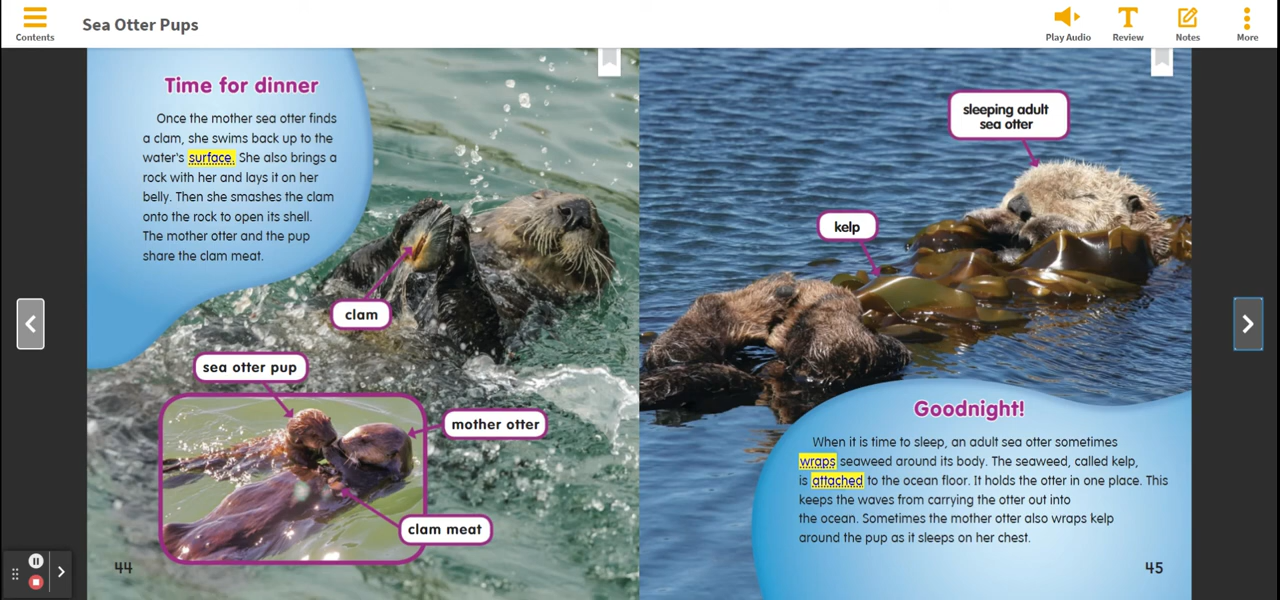 Contents
Sea Otter Pups
Play Audio
Review
Notes
More
Time for dinner
Once the mother sea otter finds
a clam, she swims back up to the
water's surface. She also brings a
rock with her and lays it on her
belly. Then she smashes the clam
onto the rock to open its shell.
The mother otter and the pup
share the clam meat.
clam
sea otter pup
mother otter
clam meat
44
sleeping adult
sea otter
kelp
Goodnight!
When it is time to sleep, an adult sea otter sometimes
wraps seaweed around its body. The seaweed, called kelp,
is attached to the ocean floor. It holds the otter in one place. This
keeps the waves from carrying the otter out into
the ocean. Sometimes the mother otter also wraps kelp
around the pup as it sleeps on her chest.
45